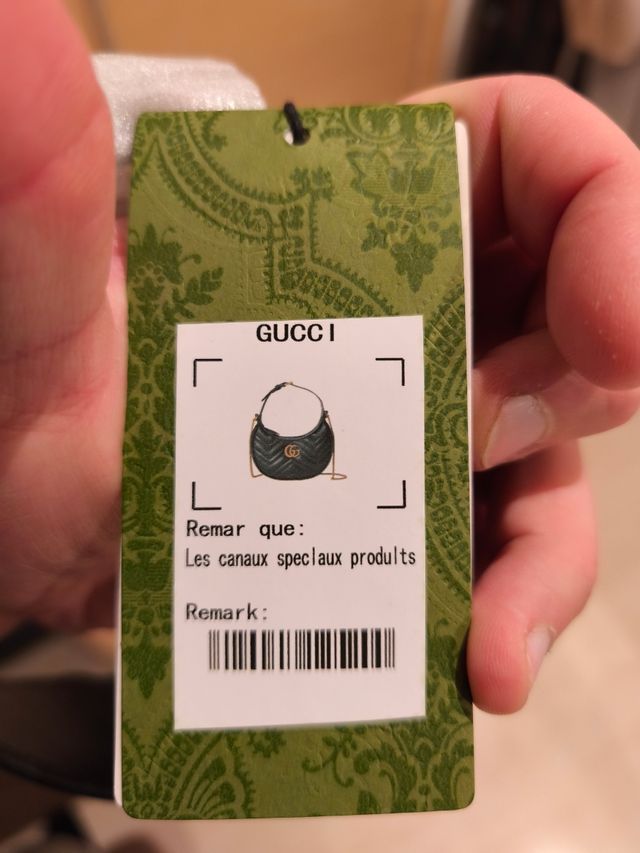 GUCCI
Remar que:
Les canaux speclaux prodults
Remark: